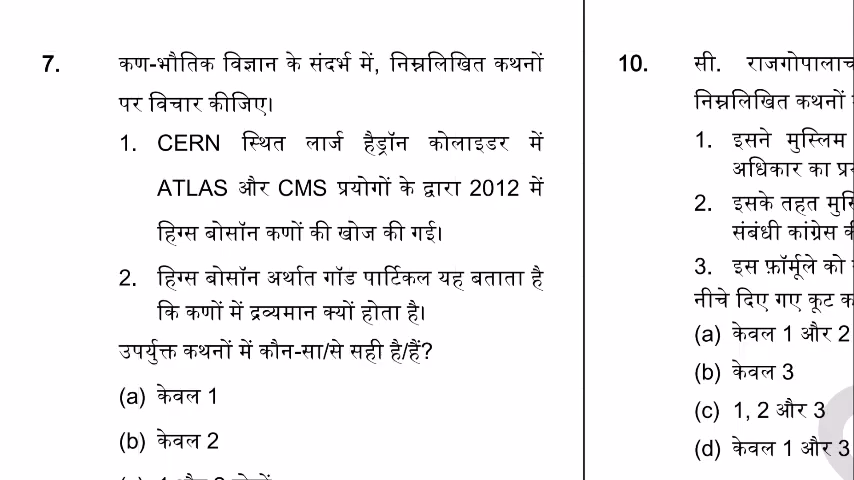 7. कण-भौतिक विज्ञान के संदर्भ में, निम्नलिखित कथनों
पर विचार कीजिए।
1. CERN स्थित लार्ज हैड्रॉन कोलाइडर में
ATLAS और CMS प्रयोगों के द्वारा 2012 में
हिग्स बोसॉन कणों की खोज की गई।
2. हिग्स बोसॉन अर्थात गॉड पार्टिकल यह बताता है
कि कणों में द्रव्यमान क्यों होता है।
उपर्युक्त कथनों में कौन-सा/से सही है/हैं?
(a) केवल 1
(b) केवल 2
10. सी. राजगोपालाच
निम्नलिखित कथनों
1. इसने मुस्लिम
अधिकार का प्र
2. इसके तहत मुस्
संबंधी कांग्रेस
3. इस फ़ॉर्मूले को
नीचे दिए गए कूट
(a) केवल 1 और 2
(b) केवल 3
(c) 1, 2 और 3
(d) केवल 1 और 3